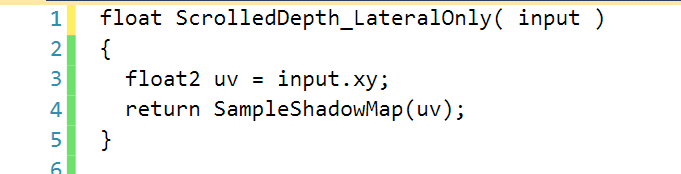 1 float ScrolledDepth_LateralOnly( input )
2 {
3 float2 uv = input.xy;
4 return SampleShadowMap(uv);
5 }
6